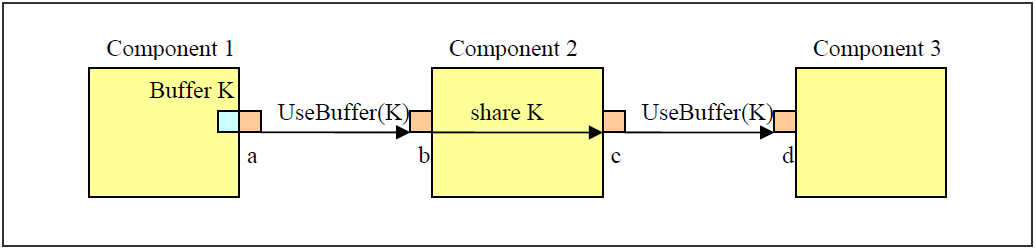 Component 1 Component 2 Component 3
Buffer K
UseBuffer(K) share K UseBuffer(K)
a b c d